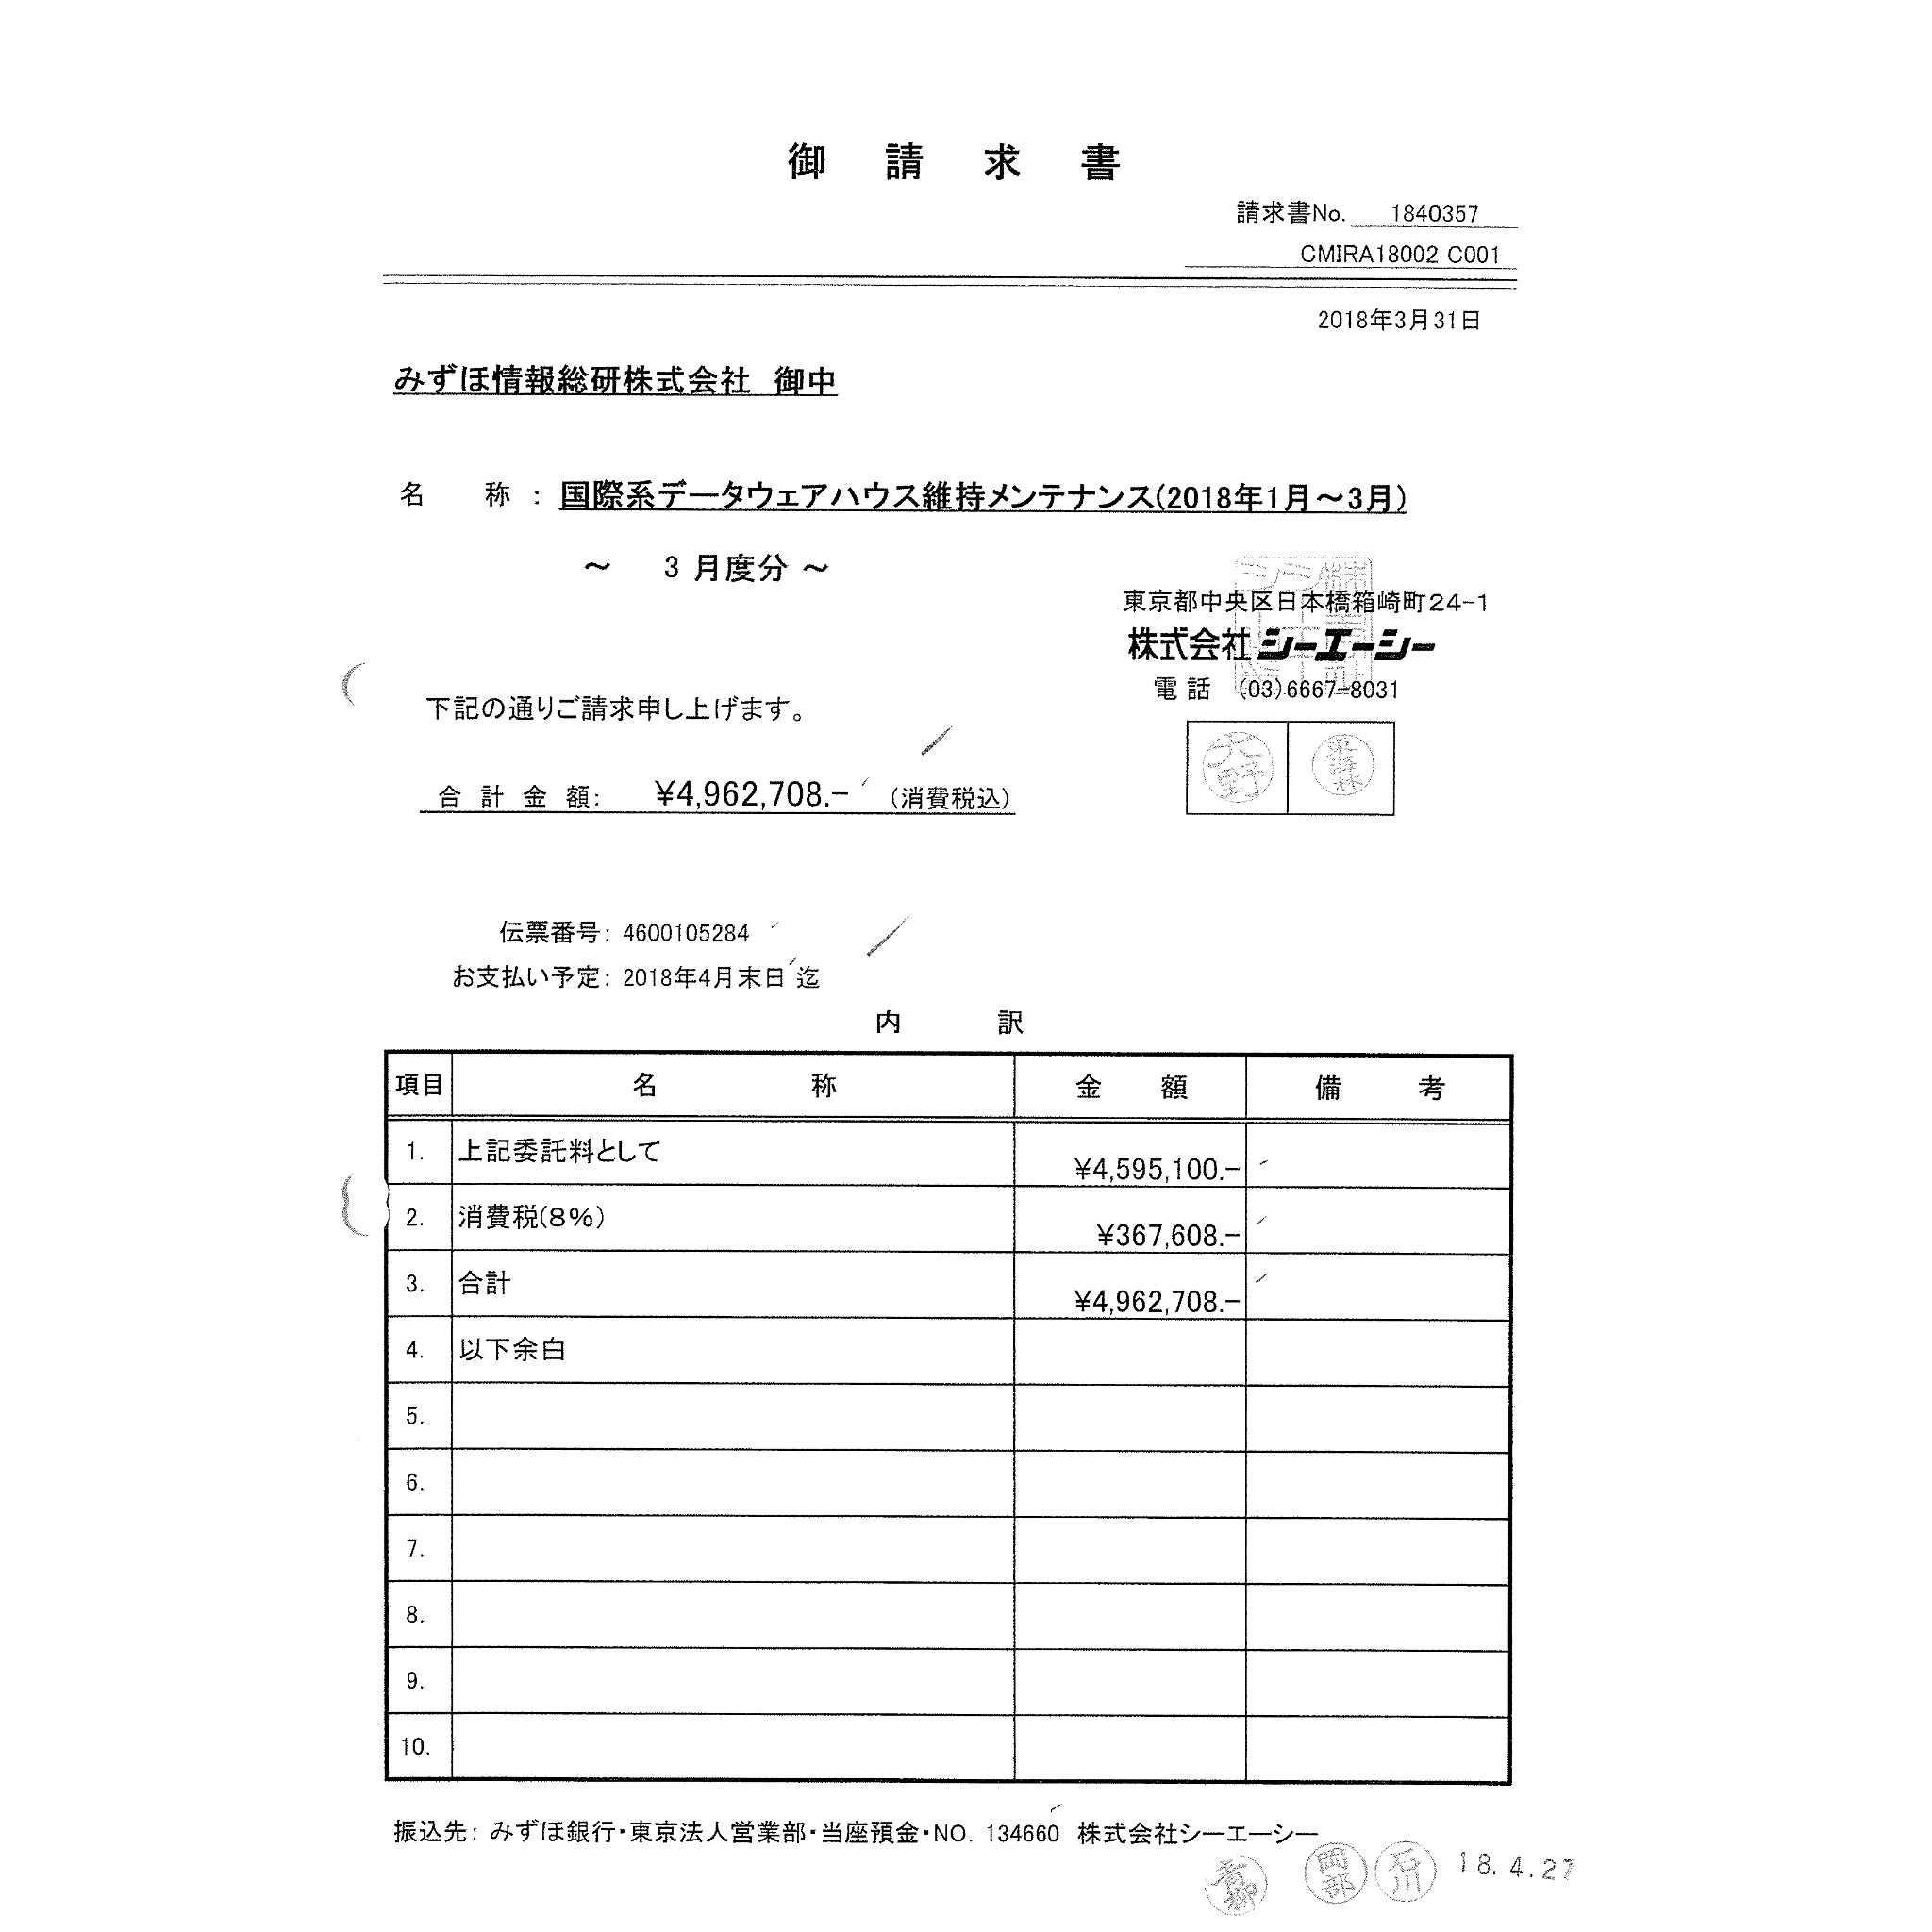 御請求書
請求書No. 1840357
CMIRA18002 C001
2018年3月31日
みずほ情報総研株式会社 御中
名 称 : 国際系データウェアハウス維持メンテナンス(2018年1月～3月)
～ 3 月度分 ～
東京都中央区日本橋箱崎町24-1
株式会社シーエーシー
電話 (03)6667-8031
下記の通りご請求申し上げます。
大野
合計金額: ¥4,962,708.- (消費税込)
伝票番号: 4600105284
お支払い予定: 2018年4月末日 迄
内 訳
項目 名 称 金 額 備 考
1. 上記委託料として ¥4,595,100.-
2. 消費税(8%) ¥367,608.-
3. 合計 ¥4,962,708.-
4. 以下余白
5.
6.
7.
8.
9.
10.
振込先: みずほ銀行・東京法人営業部・当座預金・NO. 134660 株式会社シーエーシー
青柳 岡部 石川 18.4.27